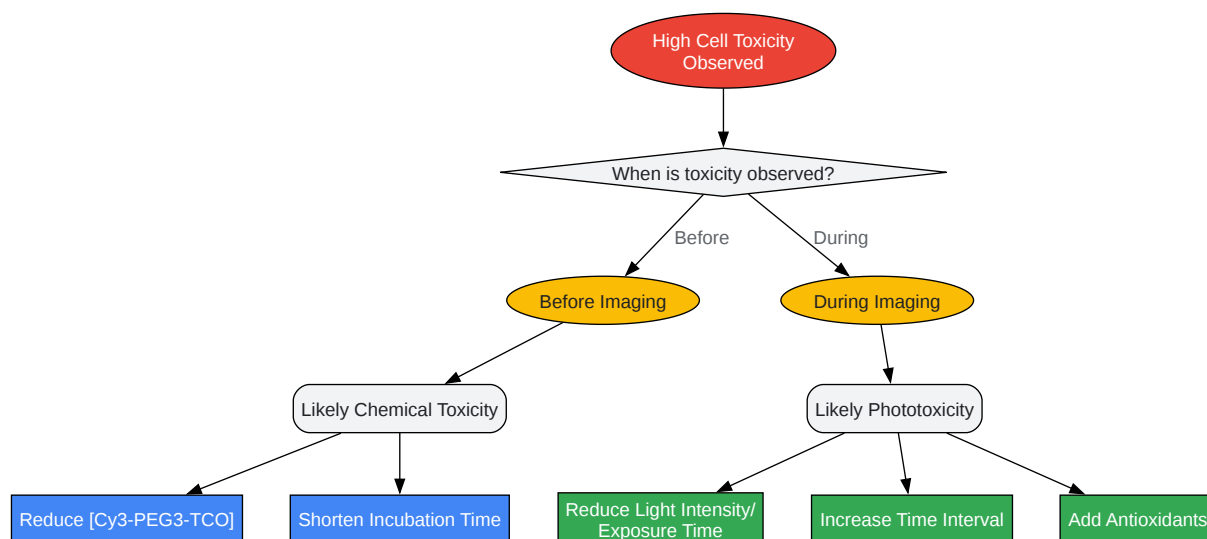 High Cell Toxicity
Observed
When is toxicity observed?
Before
During
Before Imaging
During Imaging
Likely Chemical Toxicity
Likely Phototoxicity
Reduce [Cy3-PEG3-TCO]
Shorten Incubation Time
Reduce Light Intensity/
Exposure Time
Increase Time Interval
Add Antioxidants